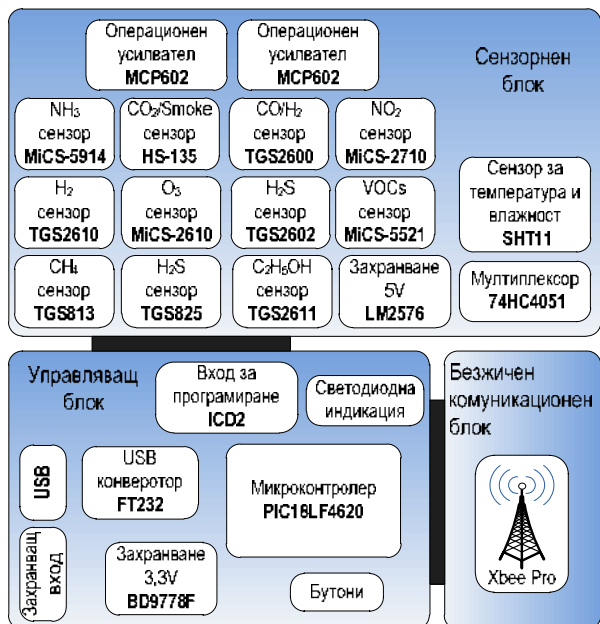 Операционен
усилвател
MCP602
Операционен
усилвател
MCP602
Сензорнен
блок
NH₃
сензор
MiCS-5914
CO₂/Smoke
сензор
HS-135
CO/H₂
сензор
TGS2600
NO₂
сензор
MiCS-2710
H₂
сензор
TGS2610
O₃
сензор
MiCS-2610
H₂S
сензор
TGS2602
VOCs
сензор
MiCS-5521
Сензор за
температура и
влажност
SHT11
CH₄
сензор
TGS813
H₂S
сензор
TGS825
C₂H₅OH
сензор
TGS2611
Захранване
5V
LM2576
Мултиплексор
74HC4051
Управляващ
блок
Вход за
програмиране
ICD2
Светодиодна
индикация
USB
USB
конверотор
FT232
Микроконтролер
PIC18LF4620
Захранващ
вход
Захранване
3,3V
BD9778F
Бутони
Безжичен
комуникационен
блок
Xbee Pro